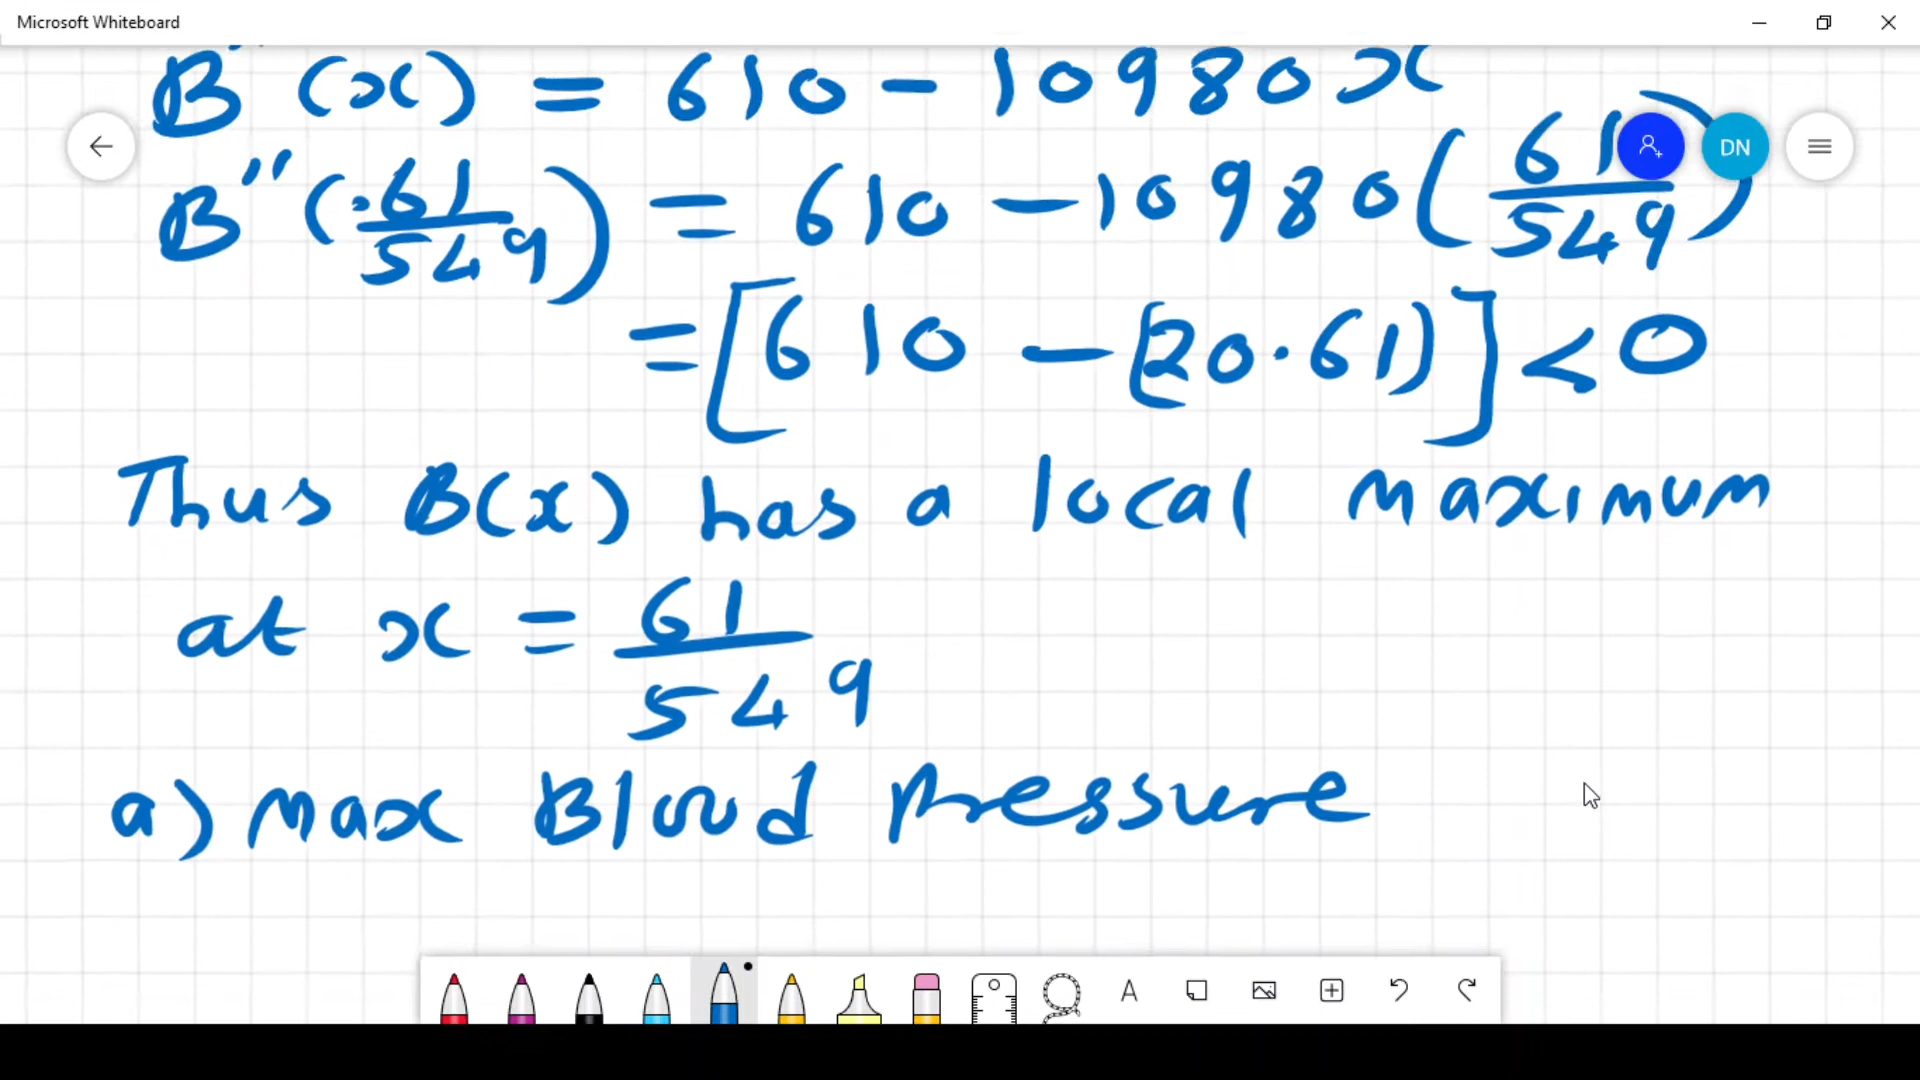 Microsoft Whiteboard
B''(x) = 610 - 10980x
B''(.61/549) = 610 - 10980(61/549)
= [610 - (20.61)] < 0
DN
Thus B(x) has a local maximum
at x = 61/549
a) Max Blood pressure
A